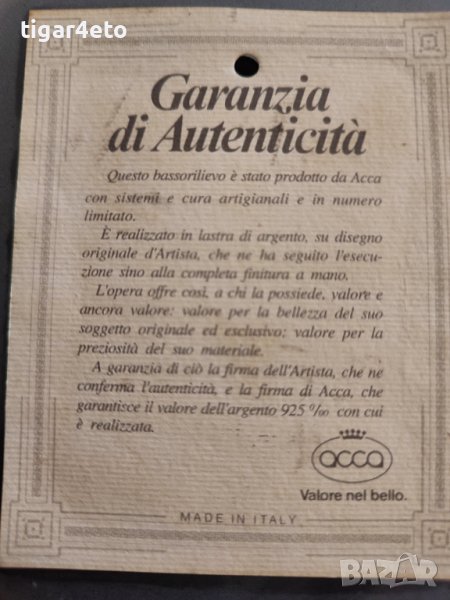 tigar4eto
Garanzia
di Autenticità
Questo bassorilievo è stato prodotto da Acca
con sistemi e cura artigianali e in numero
limitato.
È realizzato in lastra di argento, su disegno
originale d'Artista, che ne ha seguito l'esecu-
zione sino alla completa finitura a mano.
L'opera offre così, a chi la possiede, valore e
ancora valore: valore per la bellezza del suo
soggetto originale ed esclusivo; valore per la
preziosità del suo materiale.
A garanzia di ciò la firma dell'Artista, che ne
conferma l'autenticità, e la firma di Acca, che
garantisce il valore dell'argento 925 ‰ con cui
è realizzata.
acca
Valore nel bello.
MADE IN ITALY
BAZAR